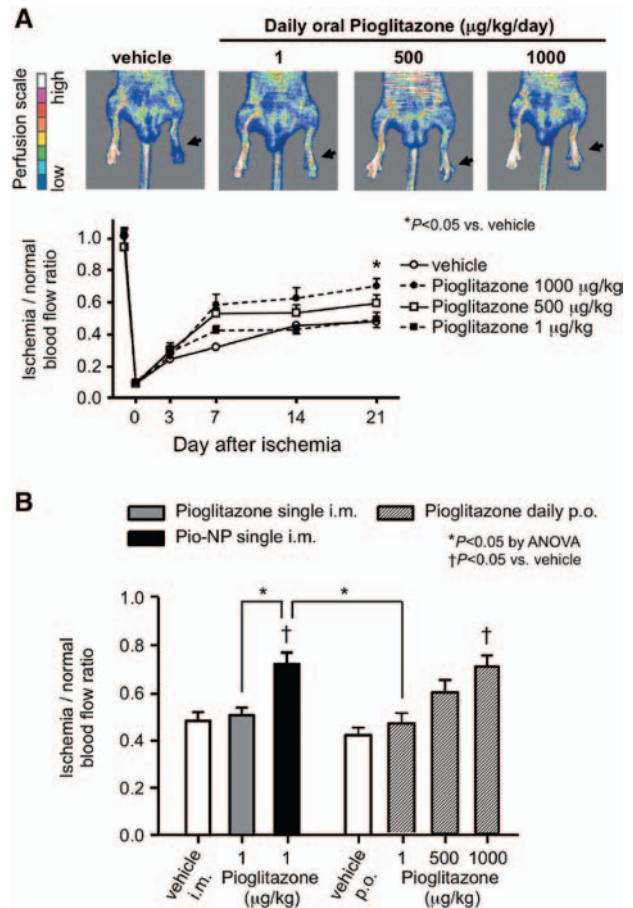 A
Daily oral Pioglitazone (μg/kg/day)
vehicle 1 500 1000
Perfusion scale
high
low
*P<0.05 vs. vehicle
*
vehicle
Pioglitazone 1000 μg/kg
Pioglitazone 500 μg/kg
Pioglitazone 1 μg/kg
Ischemia / normal
blood flow ratio
1.0
0.8
0.6
0.4
0.2
0.0
0 3 7 14 21
Day after ischemia
B
Pioglitazone single i.m.
Pioglitazone daily p.o.
Pio-NP single i.m.
*P<0.05 by ANOVA
†P<0.05 vs. vehicle
* *
† †
Ischemia / normal
blood flow ratio
1.0
0.8
0.6
0.4
0.2
0.0
vehicle
i.m.
1 1
Pioglitazone
(μg/kg)
vehicle
p.o.
1 500 1000
Pioglitazone
(μg/kg)